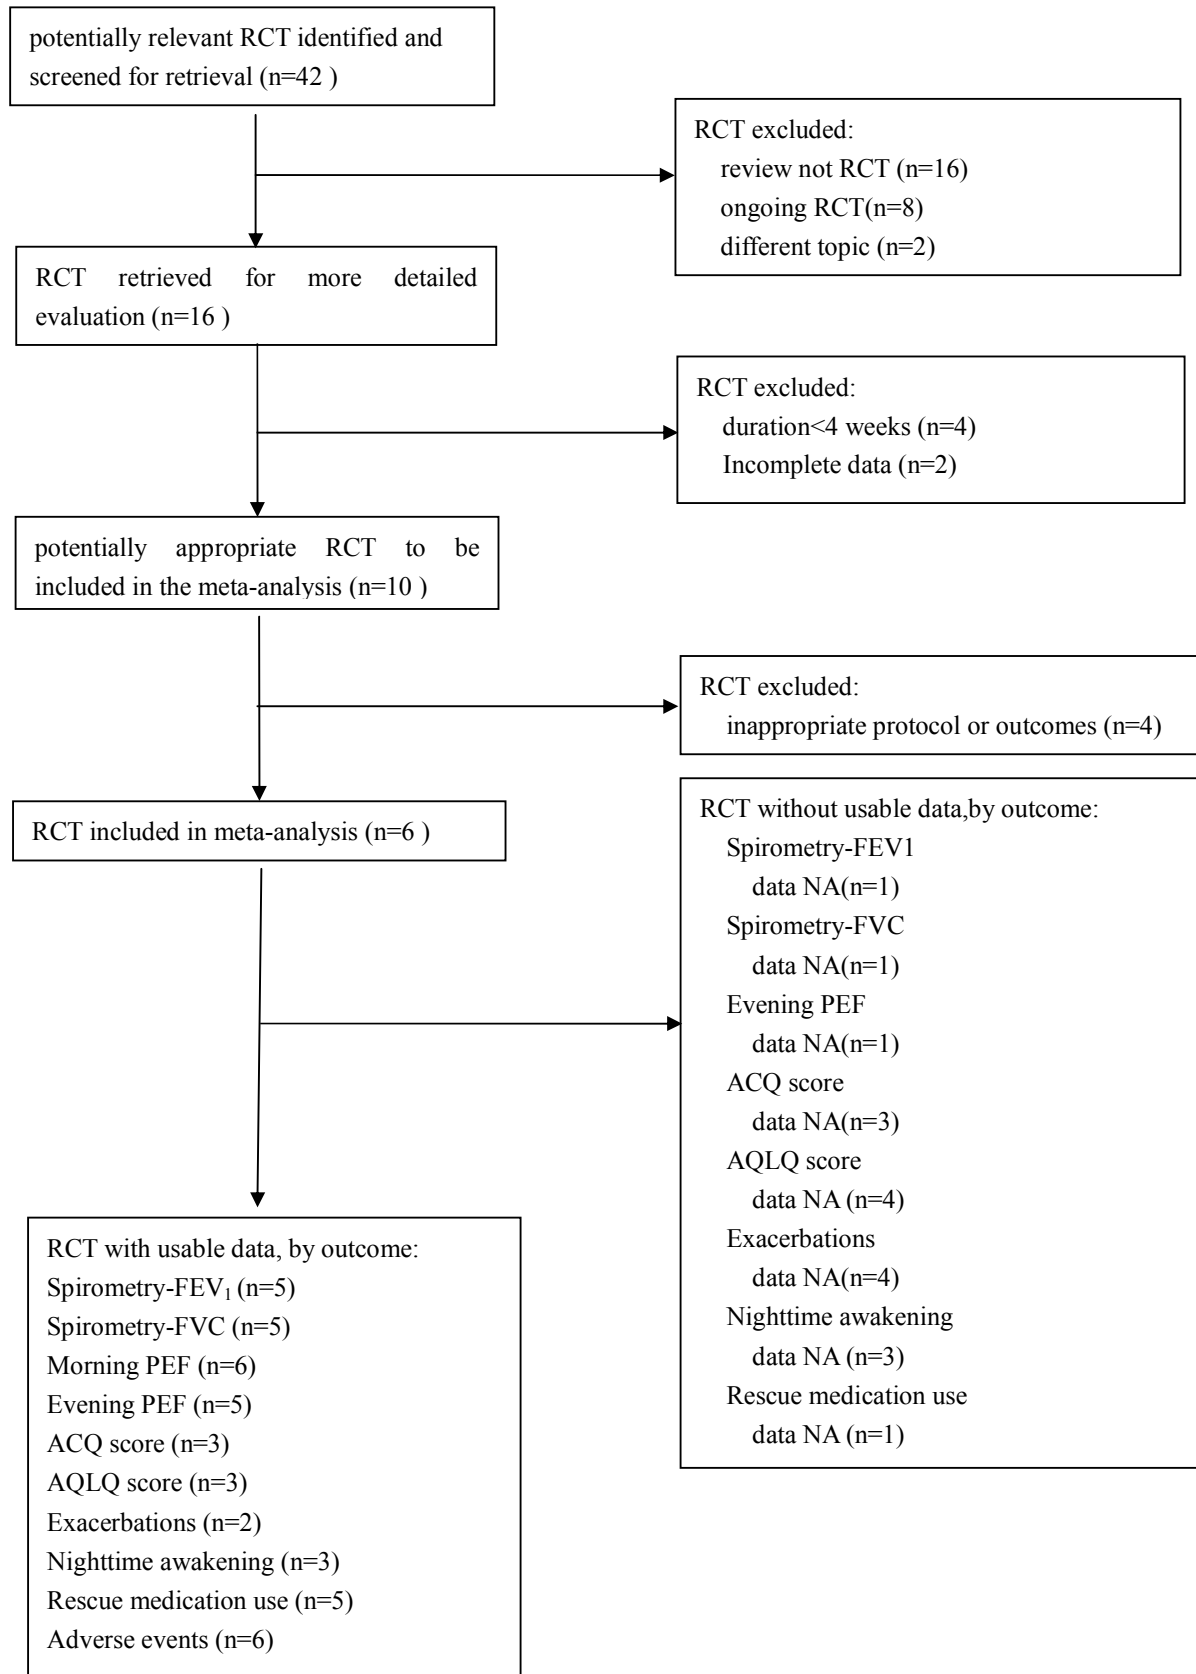 potentially relevant RCT identified and
screened for retrieval (n=42 )
RCT excluded:
review not RCT (n=16)
ongoing RCT(n=8)
different topic (n=2)
RCT retrieved for more detailed
evaluation (n=16 )
RCT excluded:
duration<4 weeks (n=4)
Incomplete data (n=2)
potentially appropriate RCT to be
included in the meta-analysis (n=10 )
RCT excluded:
inappropriate protocol or outcomes (n=4)
RCT included in meta-analysis (n=6 )
RCT without usable data,by outcome:
Spirometry-FEV1
data NA(n=1)
Spirometry-FVC
data NA(n=1)
Evening PEF
data NA(n=1)
ACQ score
data NA(n=3)
AQLQ score
data NA (n=4)
Exacerbations
data NA(n=4)
Nighttime awakening
data NA (n=3)
Rescue medication use
data NA (n=1)
RCT with usable data, by outcome:
Spirometry-FEV₁ (n=5)
Spirometry-FVC (n=5)
Morning PEF (n=6)
Evening PEF (n=5)
ACQ score (n=3)
AQLQ score (n=3)
Exacerbations (n=2)
Nighttime awakening (n=3)
Rescue medication use (n=5)
Adverse events (n=6)